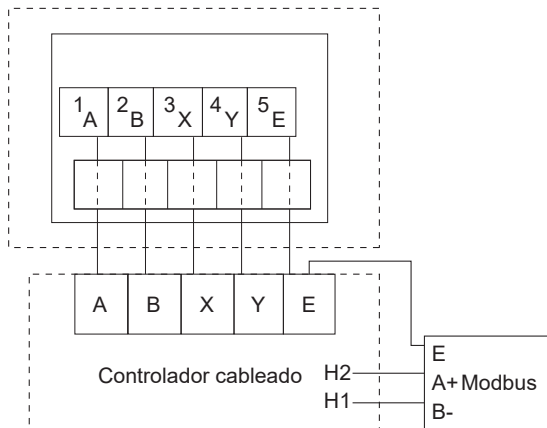 1A 2B 3X 4Y 5E
A B X Y E
Controlador cableado
H2
H1
E
A+ Modbus
B-